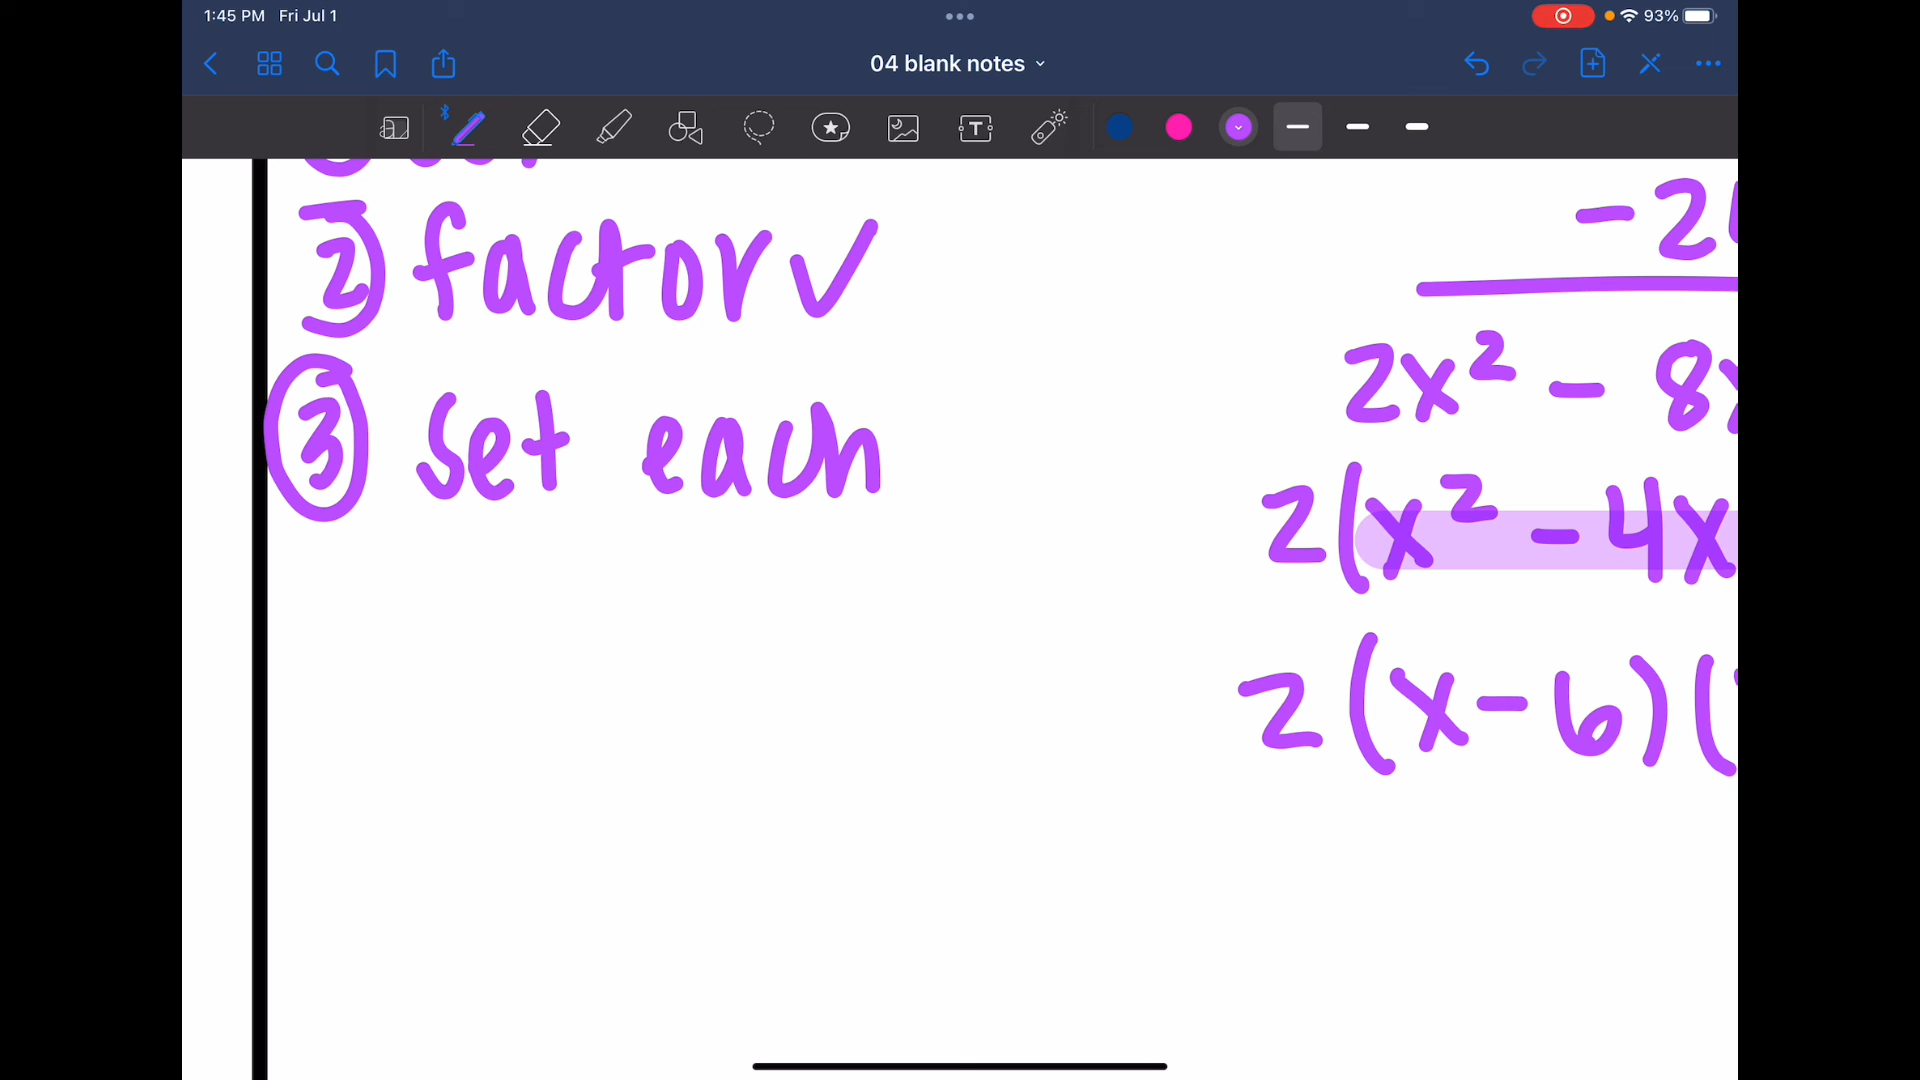 1:45 PM Fri Jul 1
93%
04 blank notes
T
② factor ✓
③ set each
-2
2x² - 8
2(x² - 4x
2(x-6)(